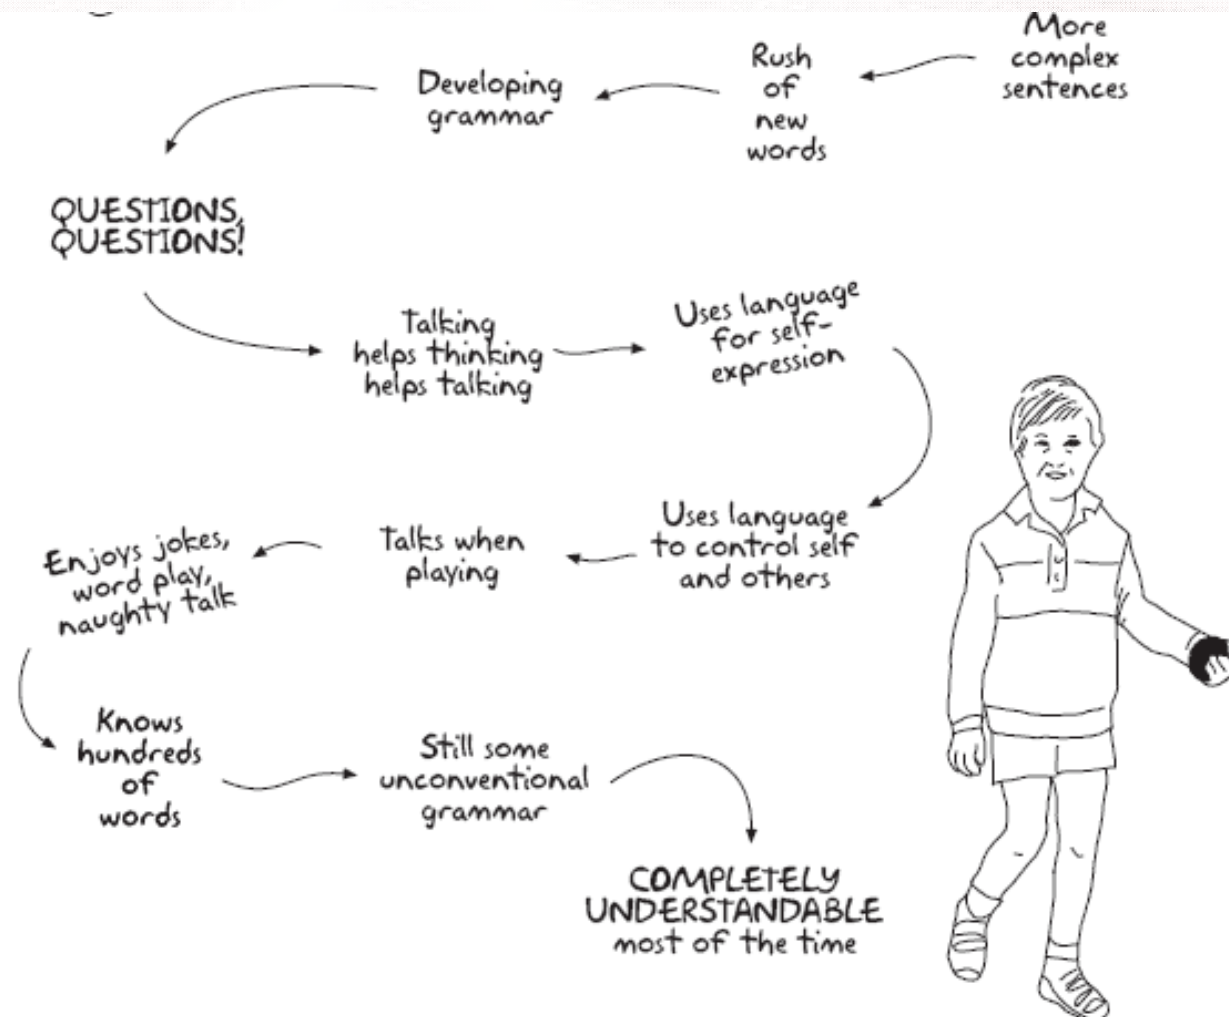 More
complex
sentences
Rush
of
new
words
Developing
grammar
QUESTIONS,
QUESTIONS!
Talking
helps thinking
helps talking
Uses language
for self-
expression
Uses language
to control self
and others
Talks when
playing
Enjoys jokes,
word play,
naughty talk
Knows
hundreds
of
words
Still some
unconventional
grammar
COMPLETELY
UNDERSTANDABLE
most of the time